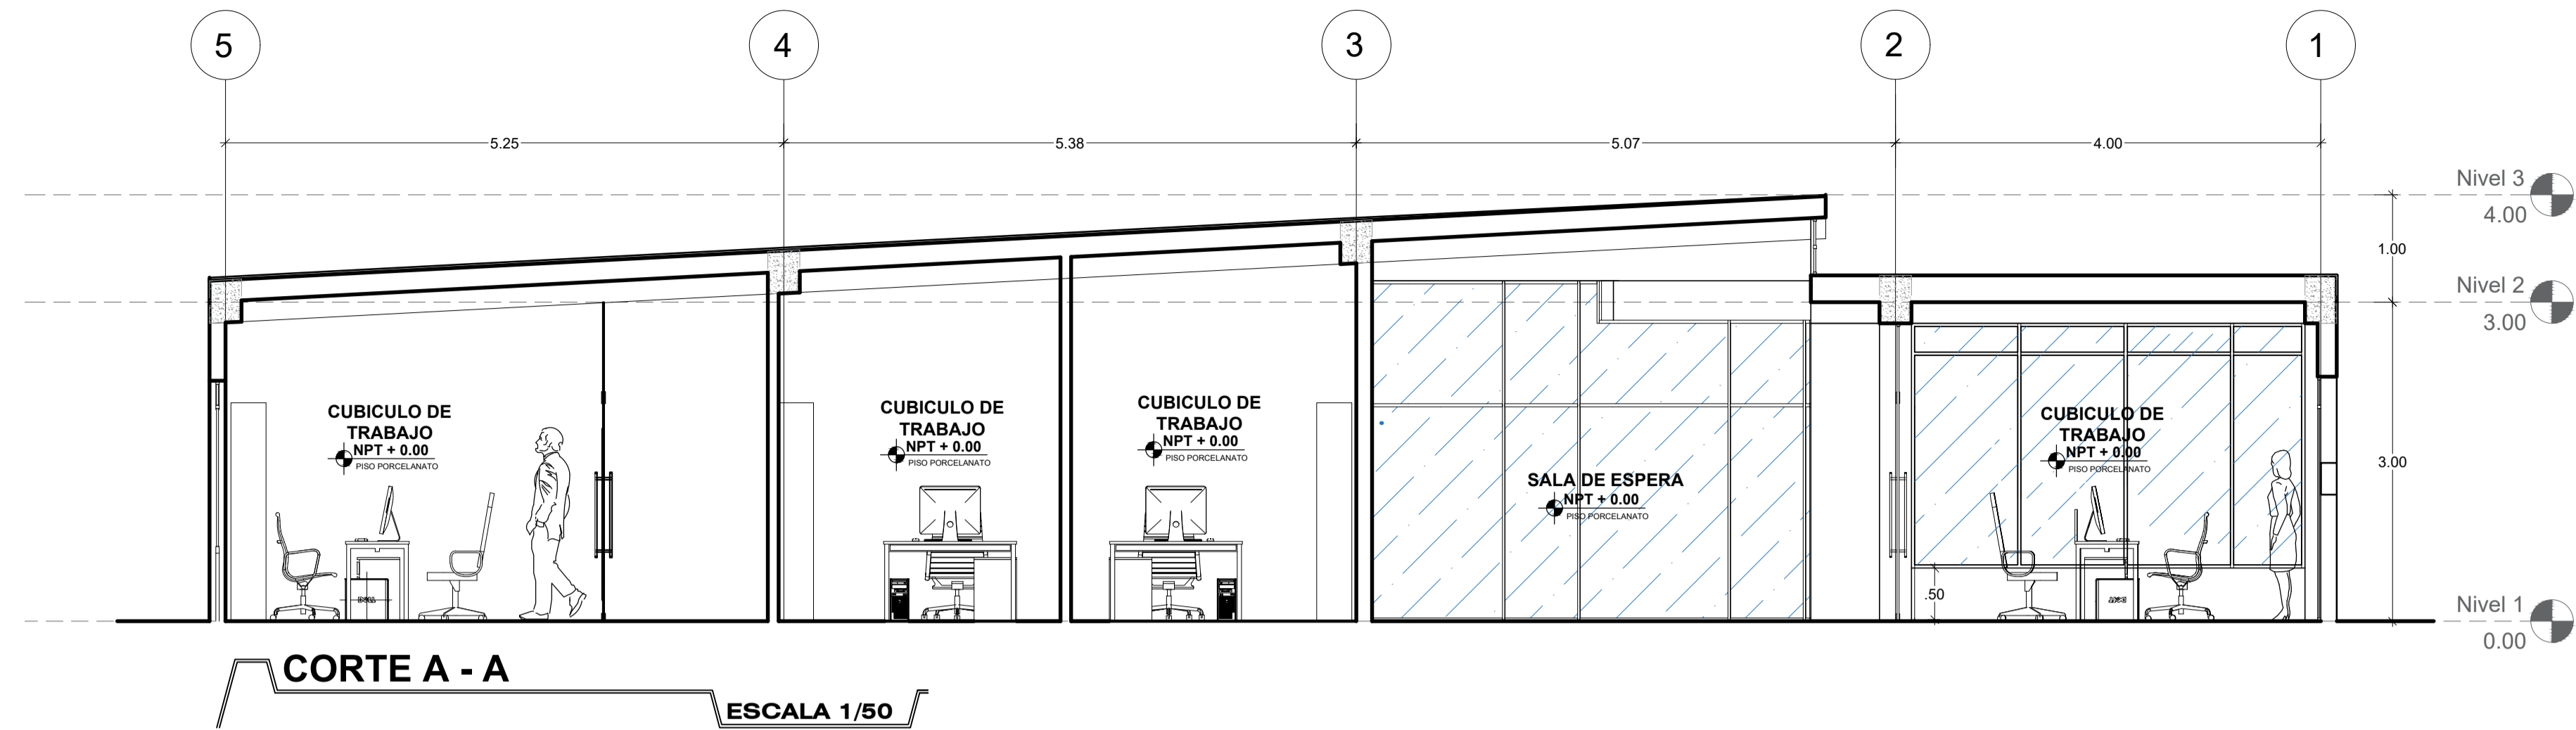 5
4
3
2
1
5.25
5.38
5.07
4.00
Nivel 3
4.00
1.00
Nivel 2
3.00
3.00
Nivel 1
0.00
CUBICULO DE
TRABAJO
NPT + 0.00
PISO PORCELANATO
CUBICULO DE
TRABAJO
NPT + 0.00
PISO PORCELANATO
CUBICULO DE
TRABAJO
NPT + 0.00
PISO PORCELANATO
SALA DE ESPERA
NPT + 0.00
PISO PORCELANATO
CUBICULO DE
TRABAJO
NPT + 0.00
PISO PORCELANATO
.50
CORTE A - A
ESCALA 1/50